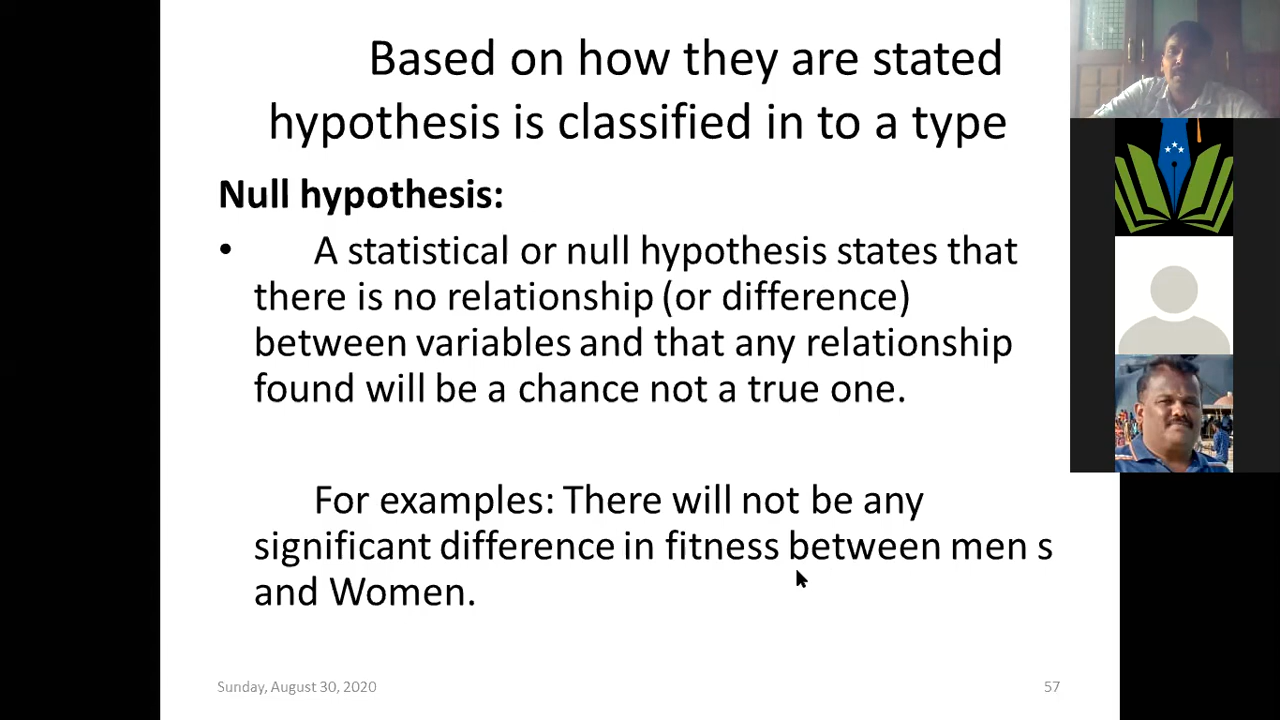 Based on how they are stated
hypothesis is classified in to a type
Null hypothesis:
• A statistical or null hypothesis states that
there is no relationship (or difference)
between variables and that any relationship
found will be a chance not a true one.
For examples: There will not be any
significant difference in fitness between men s
and Women.
Sunday, August 30, 2020
57